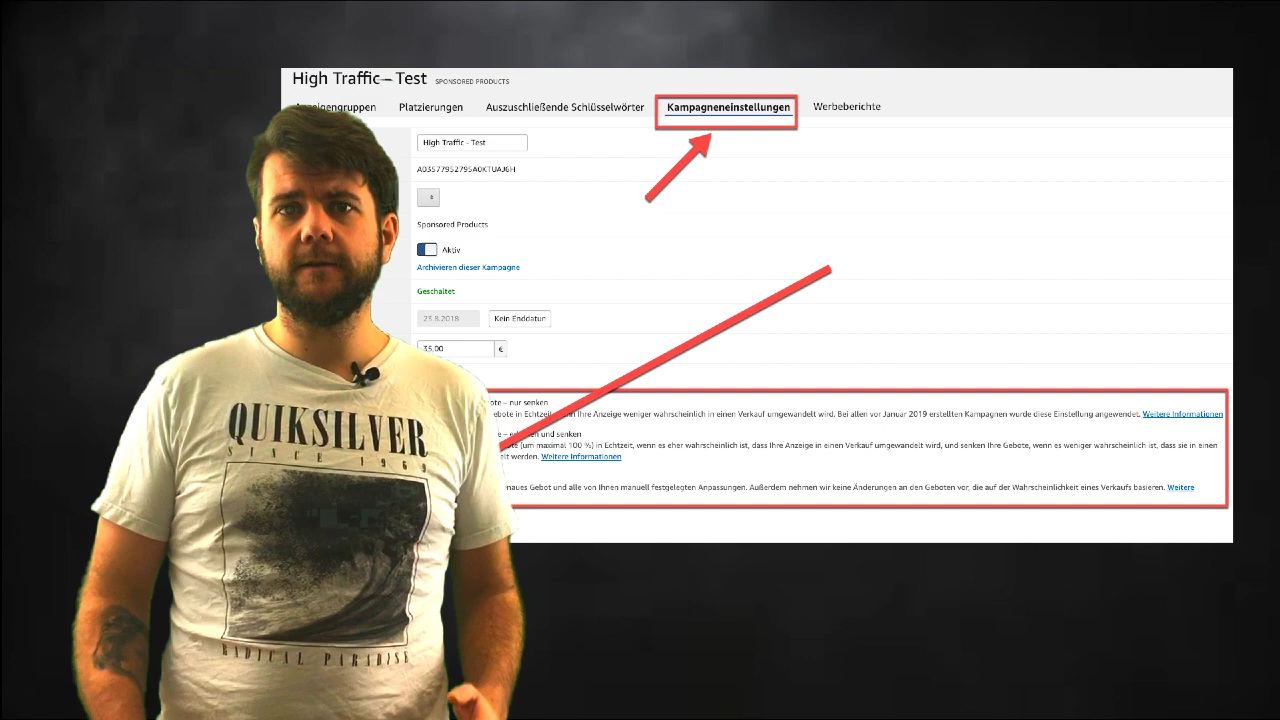 High Traffic – Test SPONSORED PRODUCTS
Platzierungen Auszuschließende Schlüsselwörter Kampagneneinstellungen Werbeberichte
High Traffic - Test
Sponsored Products
Aktiv
Archivieren dieser Kampagne
Geschaltet
23.8.2018 Kein Enddatum
35,00 €
– nur senken
in Echtzeit, Ihre Anzeige weniger wahrscheinlich in einen Verkauf umgewandelt wird. Bei allen vor Januar 2019 erstellten Kampagnen wurde diese Einstellung angewendet. Weitere Informationen
– und senken
(um maximal 100 %) in Echtzeit, wenn es eher wahrscheinlich ist, dass Ihre Anzeige in einen Verkauf umgewandelt wird, und senken Ihre Gebote, wenn es weniger wahrscheinlich ist, dass sie in einen
werden. Weitere Informationen
Gebot und alle von Ihnen manuell festgelegten Anpassungen. Außerdem nehmen wir keine Änderungen an den Geboten vor, die auf der Wahrscheinlichkeit eines Verkaufs basieren. Weitere
QUIKSILVER
SINCE 1969
RADICAL PARADISE